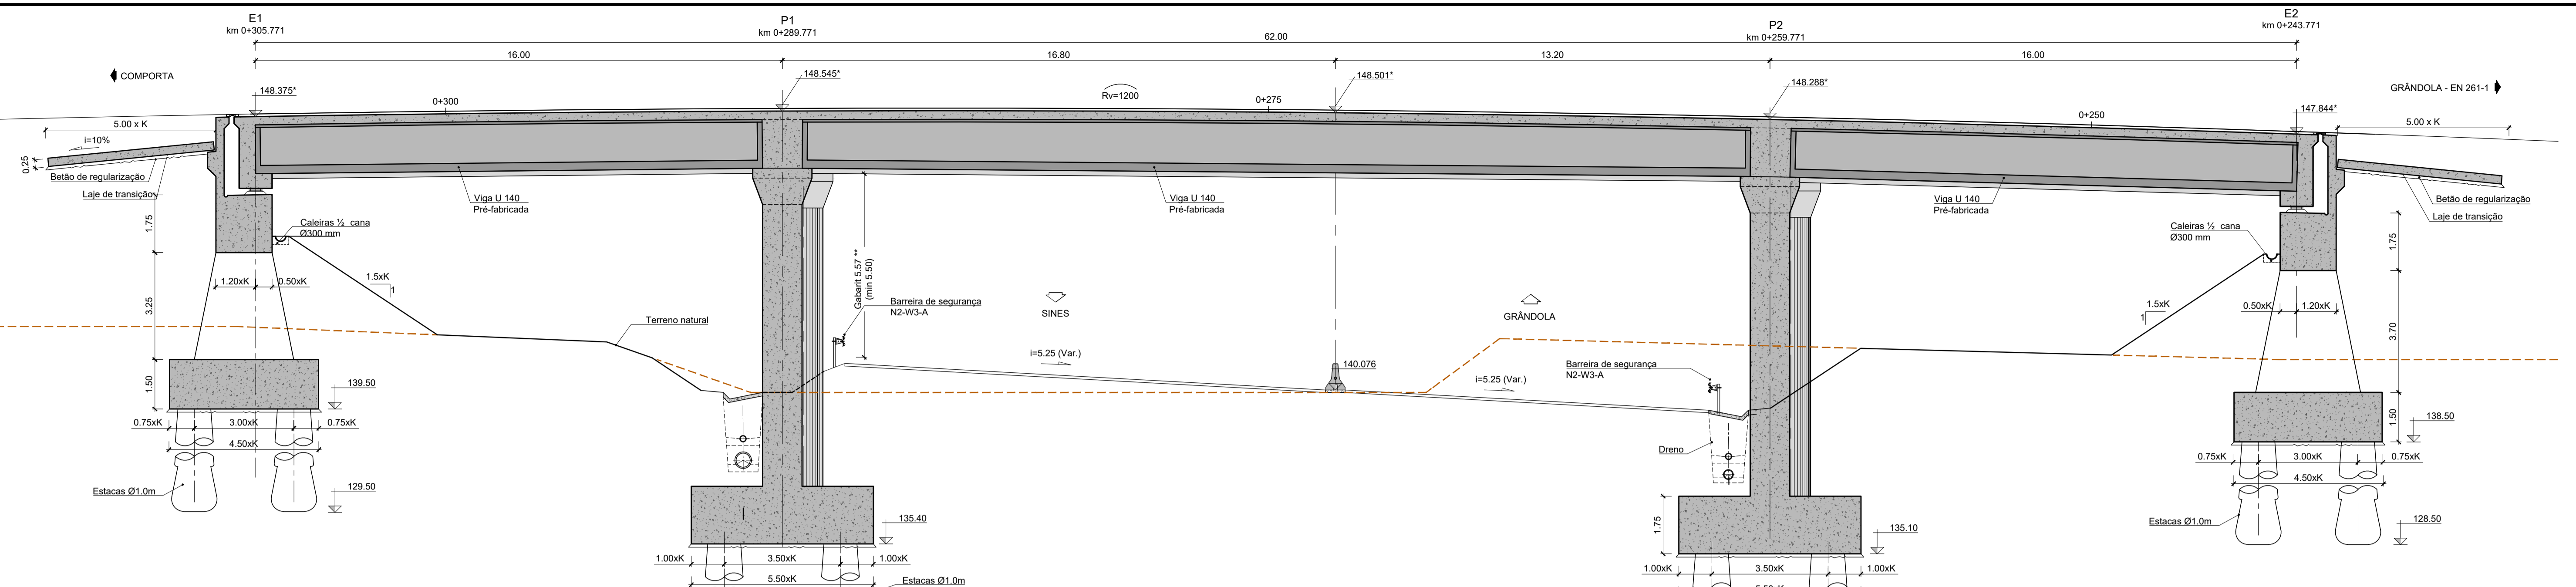 E1
km 0+305.771
P1
km 0+289.771
P2
km 0+259.771
E2
km 0+243.771
62.00
16.00
16.80
13.20
16.00
COMPORTA
GRÂNDOLA - EN 261-1
148.375*
148.545*
148.501*
148.288*
147.844*
0+300
Rv=1200
0+275
0+250
5.00 x K
i=10%
0.25
Betão de regularização
Laje de transição
5.00 x K
Betão de regularização
Laje de transição
Viga U 140
Pré-fabricada
Viga U 140
Pré-fabricada
Viga U 140
Pré-fabricada
1.75
3.25
1.50
Caleiras ½ cana
Ø300 mm
1.20xK
0.50xK
1.5xK
1
Terreno natural
Gabarit 5.57 **
(min 5.50)
Barreira de segurança
N2-W3-A
SINES
GRÂNDOLA
i=5.25 (Var.)
140.076
i=5.25 (Var.)
Barreira de segurança
N2-W3-A
Caleiras ½ cana
Ø300 mm
1.5xK
1
0.50xK
1.20xK
1.75
3.70
1.50
139.50
0.75xK
3.00xK
0.75xK
4.50xK
Estacas Ø1.0m
129.50
Dreno
138.50
0.75xK
3.00xK
0.75xK
4.50xK
Estacas Ø1.0m
128.50
135.40
1.00xK
3.50xK
1.00xK
5.50xK
Estacas Ø1.0m
1.75
135.10
1.00xK
3.50xK
1.00xK